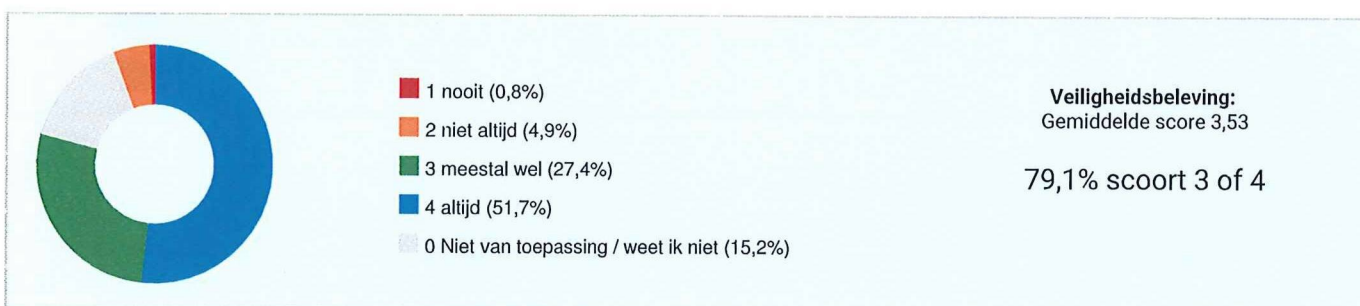 1 nooit (0,8%)
2 niet altijd (4,9%)
3 meestal wel (27,4%)
4 altijd (51,7%)
0 Niet van toepassing / weet ik niet (15,2%)
Veiligheidsbeleving:
Gemiddelde score 3,53
79,1% scoort 3 of 4